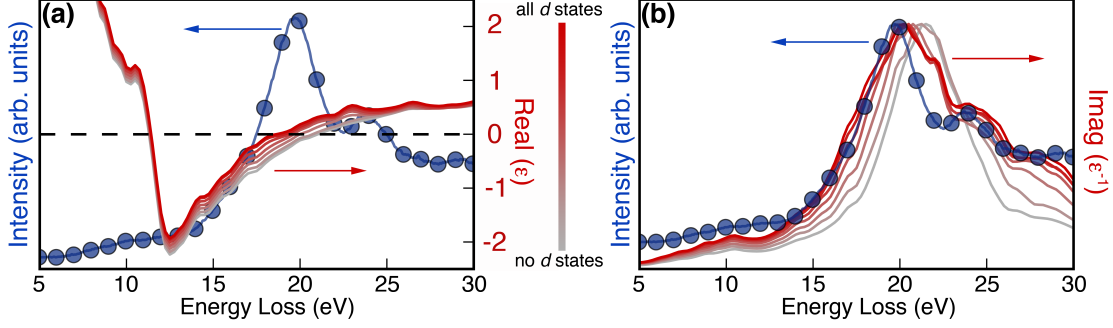 (a)
Intensity (arb. units)
5 10 15 20 25 30
Energy Loss (eV)
2
1
0
-1
-2
Real (ε)
all d states
no d states
(b)
Intensity (arb. units)
5 10 15 20 25 30
Energy Loss (eV)
Imag (ε-1)